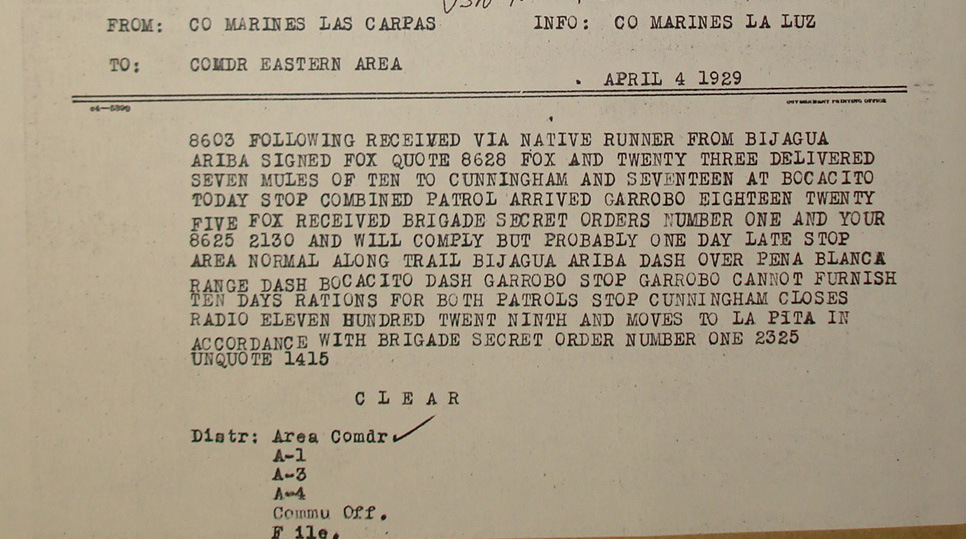 FROM: CO MARINES LAS CARPAS INFO: CO MARINES LA LUZ
TO: COMDR EASTERN AREA
. APRIL 4 1929
GOVERNMENT PRINTING OFFICE
8603 FOLLOWING RECEIVED VIA NATIVE RUNNER FROM BIJAGUA
ARIBA SIGNED FOX QUOTE 8628 FOX AND TWENTY THREE DELIVERED
SEVEN MULES OF TEN TO CUNNINGHAM AND SEVENTEEN AT BOCACITO
TODAY STOP COMBINED PATROL ARRIVED GARROBO EIGHTEEN TWENTY
FIVE FOX RECEIVED BRIGADE SECRET ORDERS NUMBER ONE AND YOUR
8625 2130 AND WILL COMPLY BUT PROBABLY ONE DAY LATE STOP
AREA NORMAL ALONG TRAIL BIJAGUA ARIBA DASH OVER PENA BLANCA
RANGE DASH BOCACITO DASH GARROBO STOP GARROBO CANNOT FURNISH
TEN DAYS RATIONS FOR BOTH PATROLS STOP CUNNINGHAM CLOSES
RADIO ELEVEN HUNDRED TWENT NINTH AND MOVES TO LA PiTA IN
ACCORDANCE WITH BRIGADE SECRET ORDER NUMBER ONE 2325
UNQUOTE 1415
C L E A R
Distr: Area Comdr
A-1
A-3
A-4
Commu Off.
F ile.